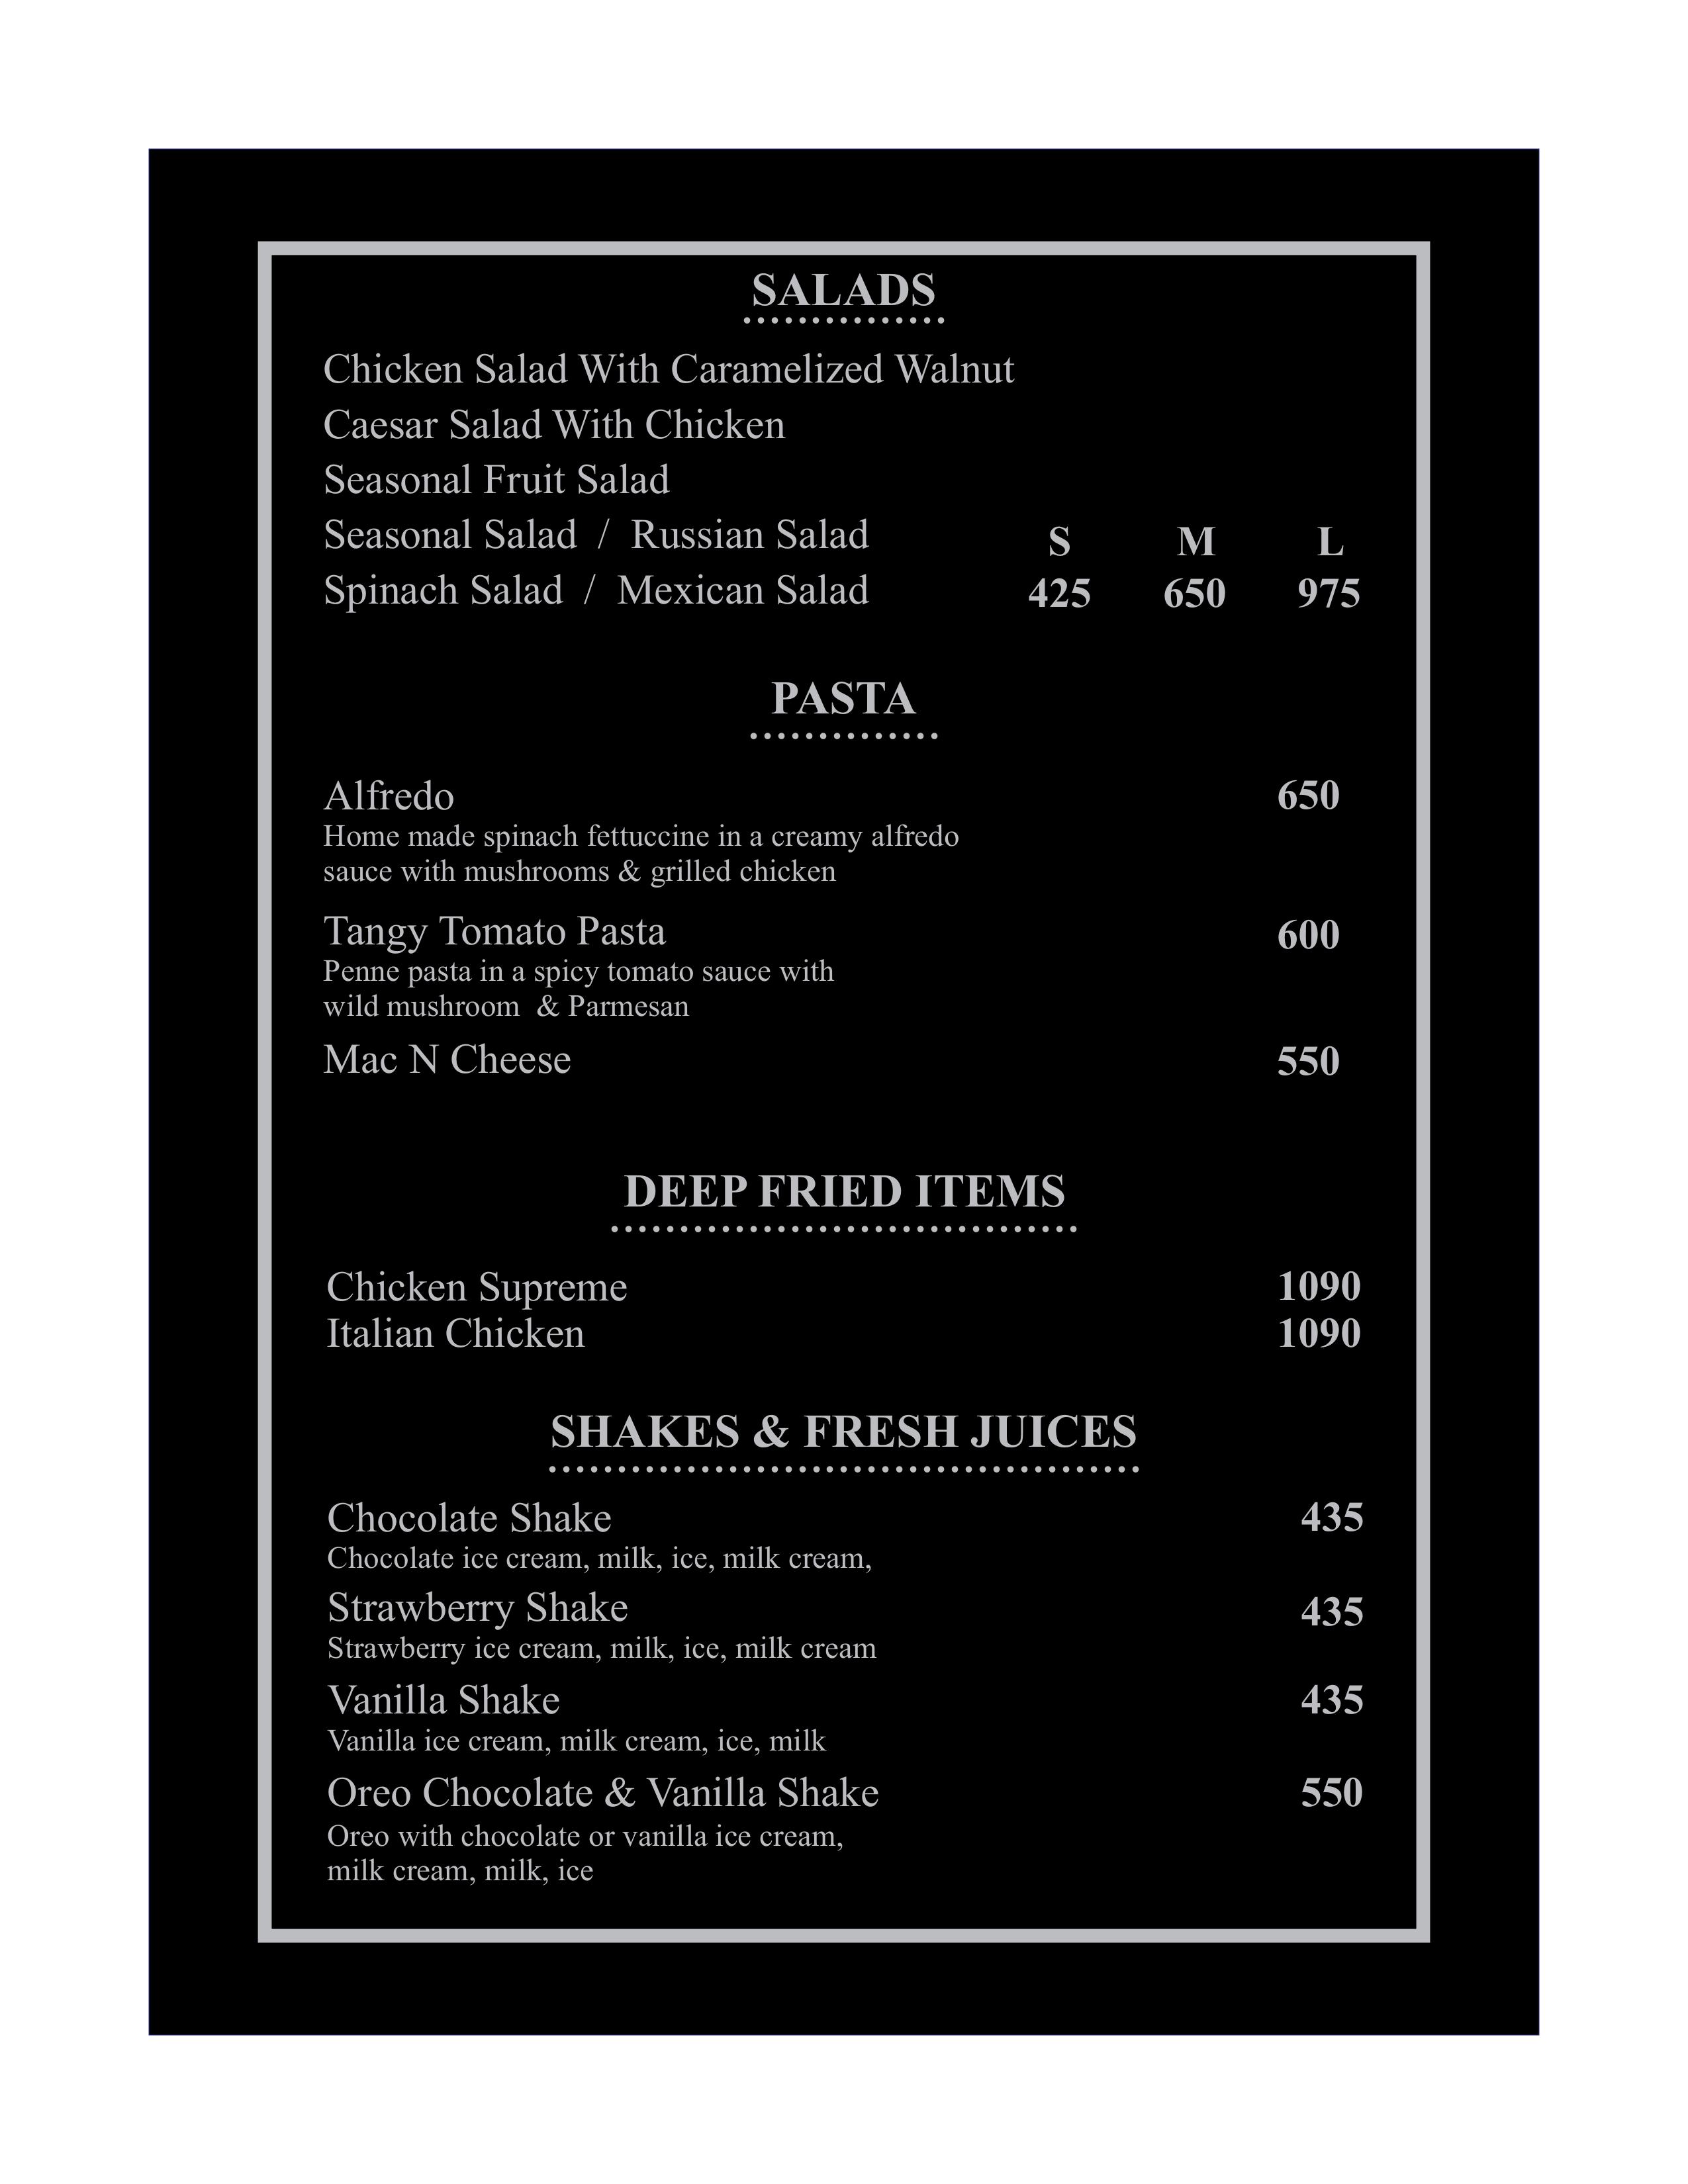 SALADS
Chicken Salad With Caramelized Walnut
Caesar Salad With Chicken
Seasonal Fruit Salad
Seasonal Salad / Russian Salad S M L
Spinach Salad / Mexican Salad 425 650 975
PASTA
Alfredo 650
Home made spinach fettuccine in a creamy alfredo
sauce with mushrooms & grilled chicken
Tangy Tomato Pasta 600
Penne pasta in a spicy tomato sauce with
wild mushroom & Parmesan
Mac N Cheese 550
DEEP FRIED ITEMS
Chicken Supreme 1090
Italian Chicken 1090
SHAKES & FRESH JUICES
Chocolate Shake 435
Chocolate ice cream, milk, ice, milk cream,
Strawberry Shake 435
Strawberry ice cream, milk, ice, milk cream
Vanilla Shake 435
Vanilla ice cream, milk cream, ice, milk
Oreo Chocolate & Vanilla Shake 550
Oreo with chocolate or vanilla ice cream,
milk cream, milk, ice